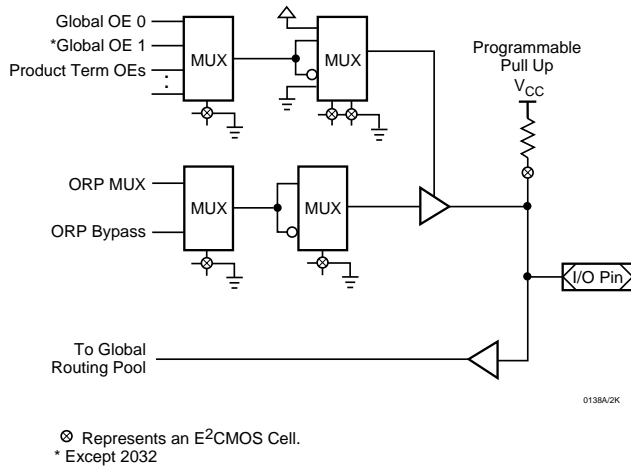 Global OE 0
*Global OE 1
Product Term OEs
:
MUX
MUX
Programmable
Pull Up
VCC
ORP MUX
ORP Bypass
MUX
MUX
I/O Pin
To Global
Routing Pool
0138A/2K
⊗ Represents an E²CMOS Cell.
* Except 2032